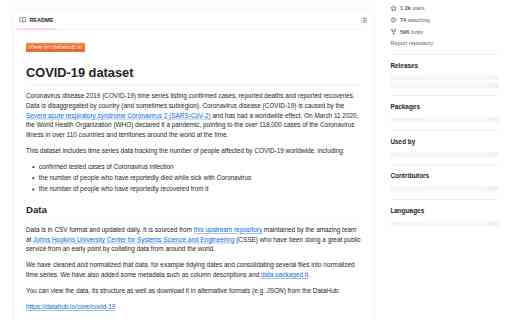 README
view on datahub.io
COVID-19 dataset
Coronavirus disease 2019 (COVID-19) time series listing confirmed cases, reported deaths and reported recoveries.
Data is disaggregated by country (and sometimes subregion). Coronavirus disease (COVID-19) is caused by the
Severe acute respiratory syndrome Coronavirus 2 (SARS-CoV-2) and has had a worldwide effect. On March 11 2020,
the World Health Organization (WHO) declared it a pandemic, pointing to the over 118,000 cases of the Coronavirus
illness in over 110 countries and territories around the world at the time.
This dataset includes time series data tracking the number of people affected by COVID-19 worldwide, including:
• confirmed tested cases of Coronavirus infection
• the number of people who have reportedly died while sick with Coronavirus
• the number of people who have reportedly recovered from it
Data
Data is in CSV format and updated daily. It is sourced from this upstream repository maintained by the amazing team
at Johns Hopkins University Center for Systems Science and Engineering (CSSE) who have been doing a great public
service from an early point by collating data from around the world.
We have cleaned and normalized that data, for example tidying dates and consolidating several files into normalized
time series. We have also added some metadata such as column descriptions and data packaged it.
You can view the data, its structure as well as download it in alternative formats (e.g. JSON) from the DataHub:
https://datahub.io/core/covid-19
1.2k stars
74 watching
596 forks
Report repository
Releases
Packages
Used by
Contributors
Languages